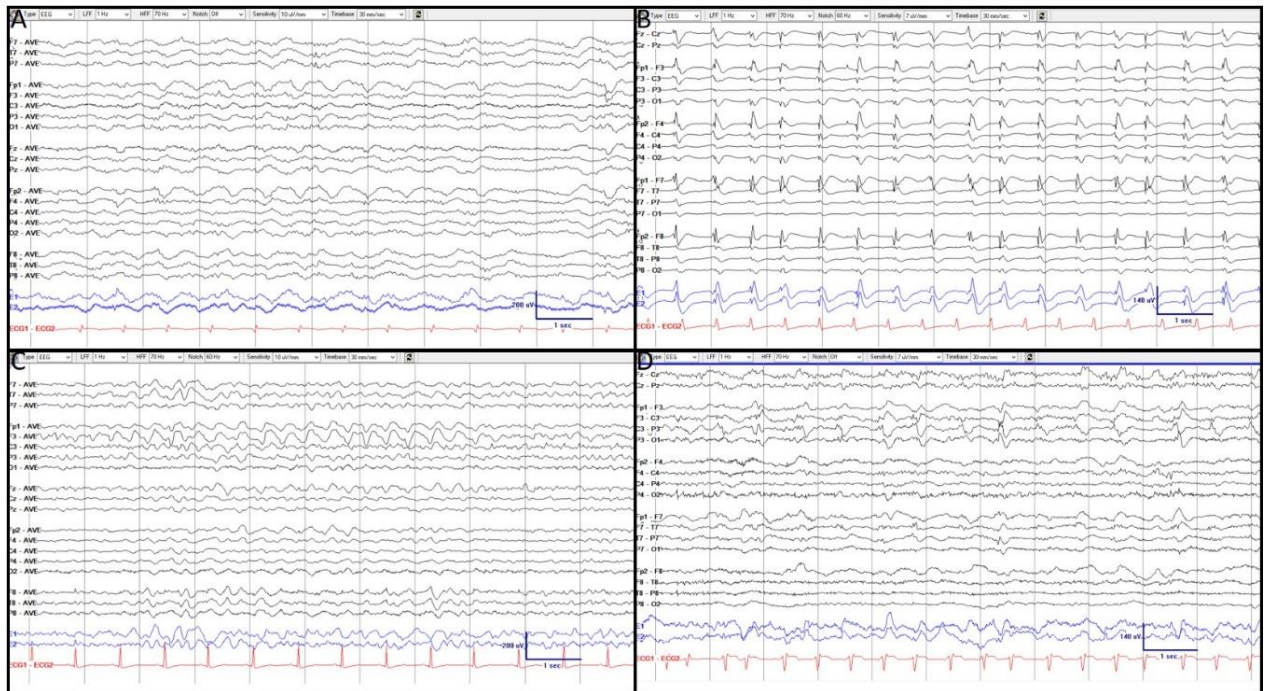 A
Type EEG LFF 1 Hz HFF 70 Hz Notch Off Sensitivity 10 uV/mm Timebase 30 mm/sec
F7 - AVE
T7 - AVE
P7 - AVE
Fp1 - AVE
F3 - AVE
C3 - AVE
P3 - AVE
O1 - AVE
Fz - AVE
Cz - AVE
Pz - AVE
Fp2 - AVE
F4 - AVE
C4 - AVE
P4 - AVE
O2 - AVE
F8 - AVE
T8 - AVE
P8 - AVE
E1
E2
200 uV
1 sec
ECG1 - ECG2
B
Type EEG LFF 1 Hz HFF 70 Hz Notch 60 Hz Sensitivity 7 uV/mm Timebase 30 mm/sec
Fz - Cz
Cz - Pz
Fp1 - F3
F3 - C3
C3 - P3
P3 - O1
Fp2 - F4
F4 - C4
C4 - P4
P4 - O2
Fp1 - F7
F7 - T7
T7 - P7
P7 - O1
Fp2 - F8
F8 - T8
T8 - P8
P8 - O2
E1
E2
140 uV
1 sec
ECG1 - ECG2
C
Type EEG LFF 1 Hz HFF 70 Hz Notch 60 Hz Sensitivity 10 uV/mm Timebase 30 mm/sec
F7 - AVE
T7 - AVE
P7 - AVE
Fp1 - AVE
F3 - AVE
C3 - AVE
P3 - AVE
O1 - AVE
Fz - AVE
Cz - AVE
Pz - AVE
Fp2 - AVE
F4 - AVE
C4 - AVE
P4 - AVE
O2 - AVE
F8 - AVE
T8 - AVE
P8 - AVE
E1
E2
200 uV
1 sec
ECG1 - ECG2
D
Type EEG LFF 1 Hz HFF 70 Hz Notch Off Sensitivity 7 uV/mm Timebase 30 mm/sec
Fz - Cz
Cz - Pz
Fp1 - F3
F3 - C3
C3 - P3
P3 - O1
Fp2 - F4
F4 - C4
C4 - P4
P4 - O2
Fp1 - F7
F7 - T7
T7 - P7
P7 - O1
Fp2 - F8
F8 - T8
T8 - P8
P8 - O2
E1
E2
140 uV
1 sec
ECG1 - ECG2